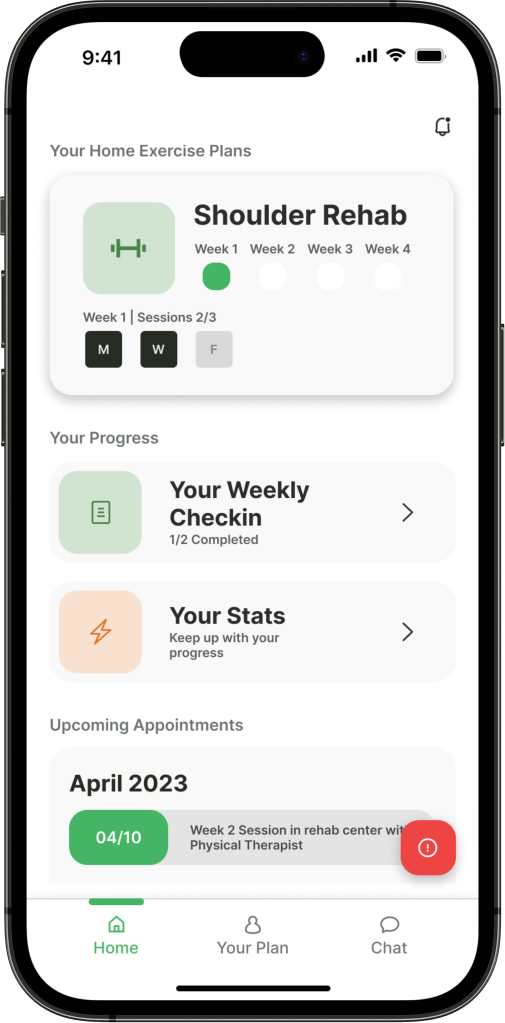 9:41
Your Home Exercise Plans
Shoulder Rehab
Week 1 Week 2 Week 3 Week 4
Week 1 | Sessions 2/3
M W F
Your Progress
Your Weekly
Checkin
1/2 Completed
Your Stats
Keep up with your
progress
Upcoming Appointments
April 2023
04/10
Week 2 Session in rehab center with
Physical Therapist
Home Your Plan Chat